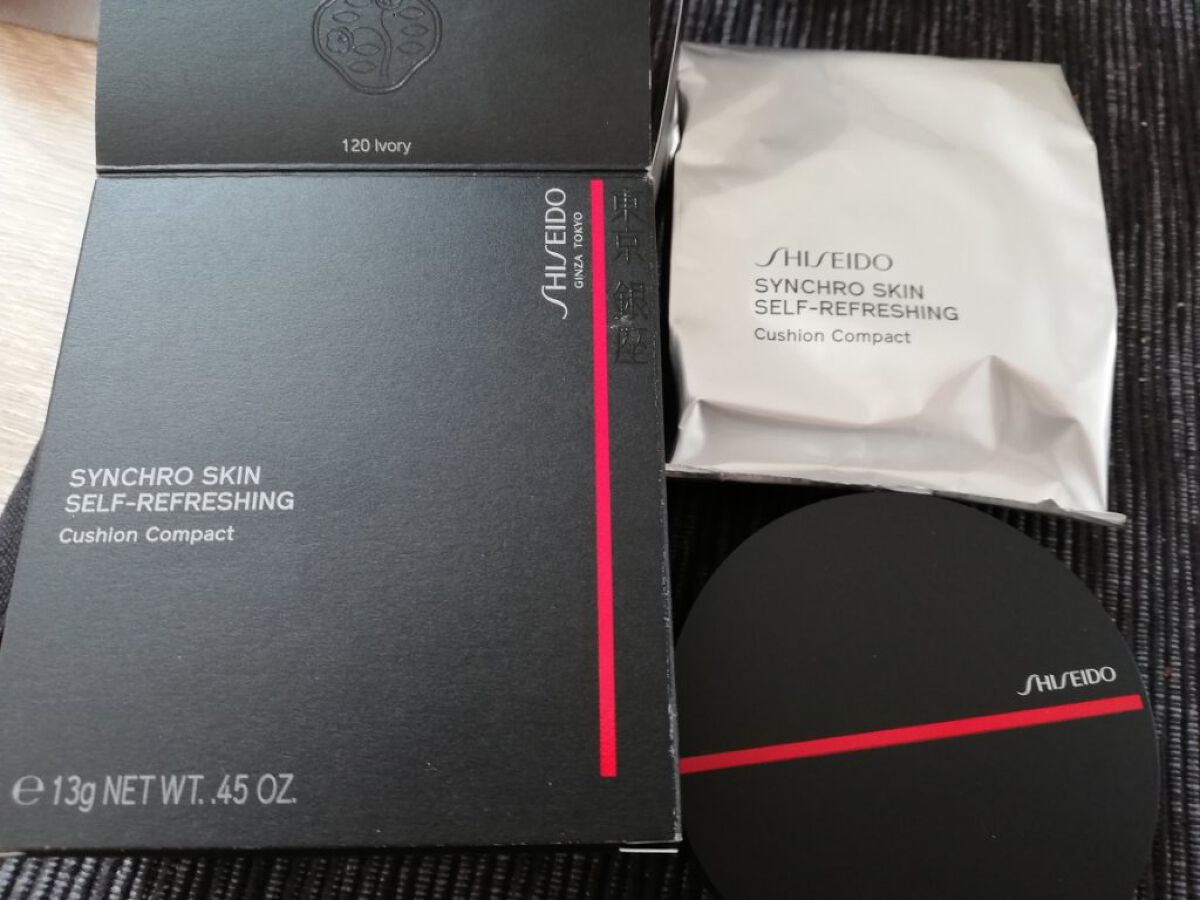 120 Ivory
SHISEIDO
GINZA TOKYO
東京銀座
SYNCHRO SKIN
SELF-REFRESHING
Cushion Compact
℮ 13g NET WT. .45 OZ.
SHISEIDO
SYNCHRO SKIN
SELF-REFRESHING
Cushion Compact
SHISEIDO